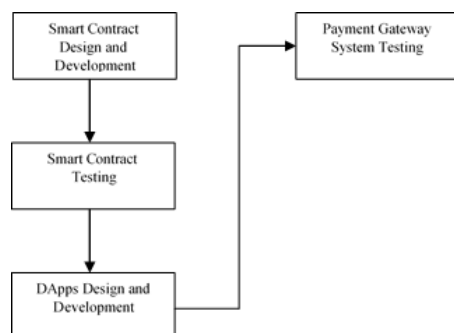 Smart Contract
Design and
Development
Smart Contract
Testing
DApps Design and
Development
Payment Gateway
System Testing